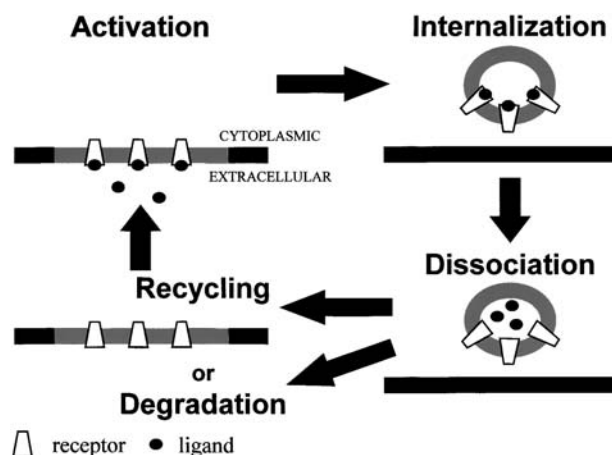 Activation
Internalization
CYTOPLASMIC
EXTRACELLULAR
Dissociation
Recycling
or
Degradation
receptor
ligand